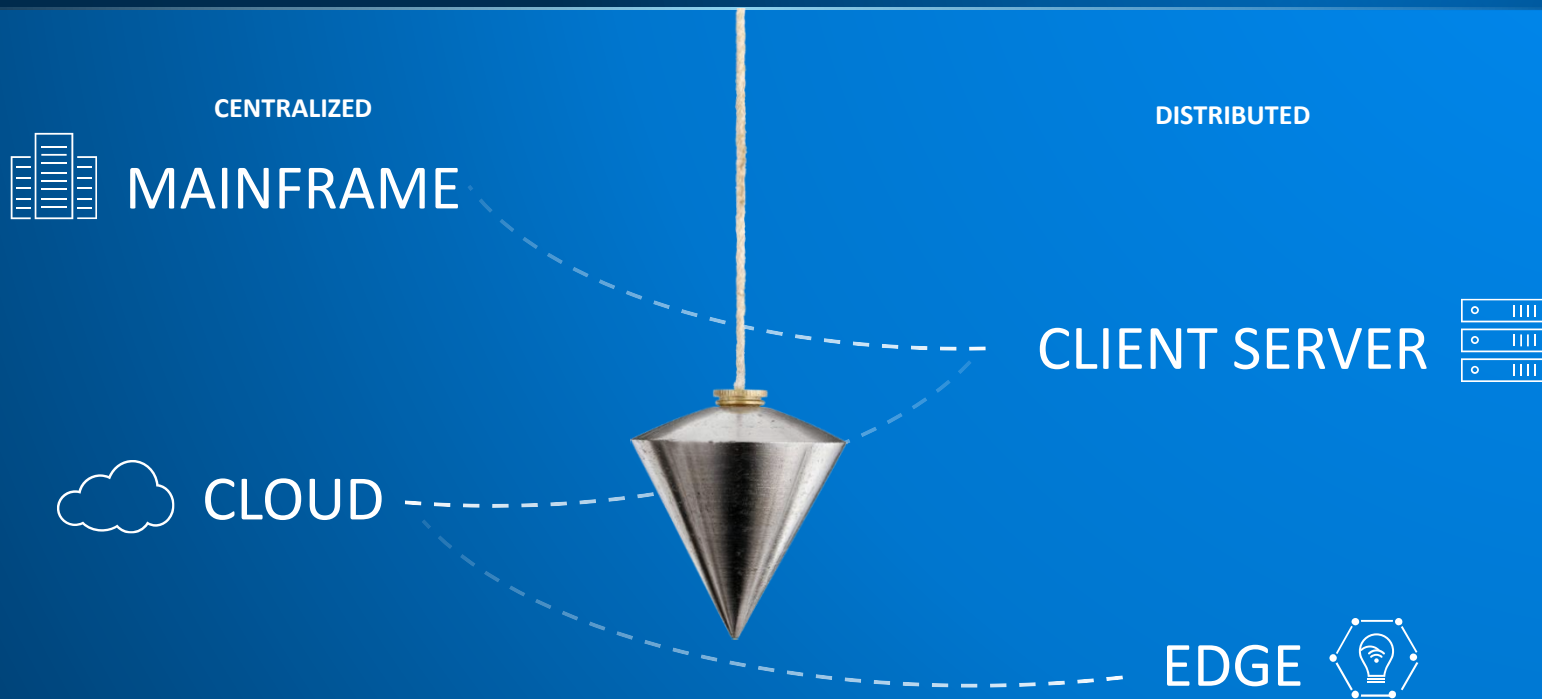 CENTRALIZED
DISTRIBUTED
MAINFRAME
CLIENT SERVER
CLOUD
EDGE